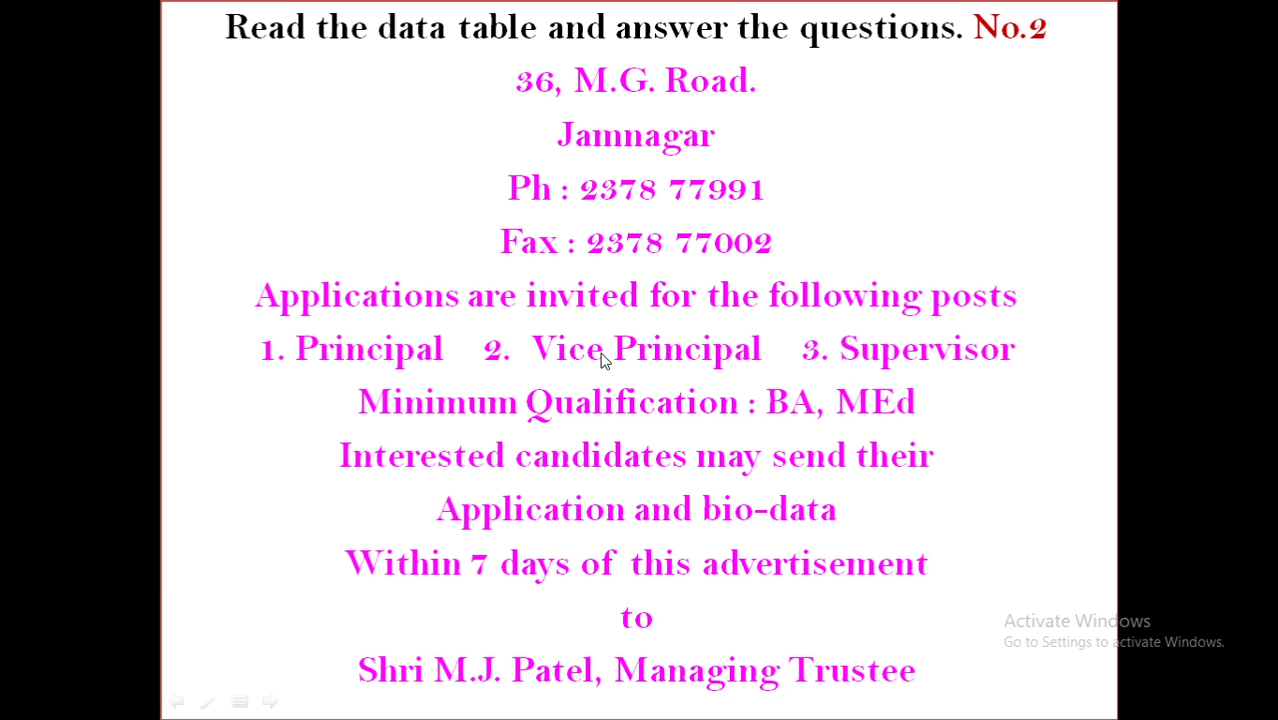 Read the data table and answer the questions. No.2
36, M.G. Road.
Jamnagar
Ph : 2378 77991
Fax : 2378 77002
Applications are invited for the following posts
1. Principal 2. Vice Principal 3. Supervisor
Minimum Qualification : BA, MEd
Interested candidates may send their
Application and bio-data
Within 7 days of this advertisement
to
Shri M.J. Patel, Managing Trustee
Activate Windows
Go to Settings to activate Windows.